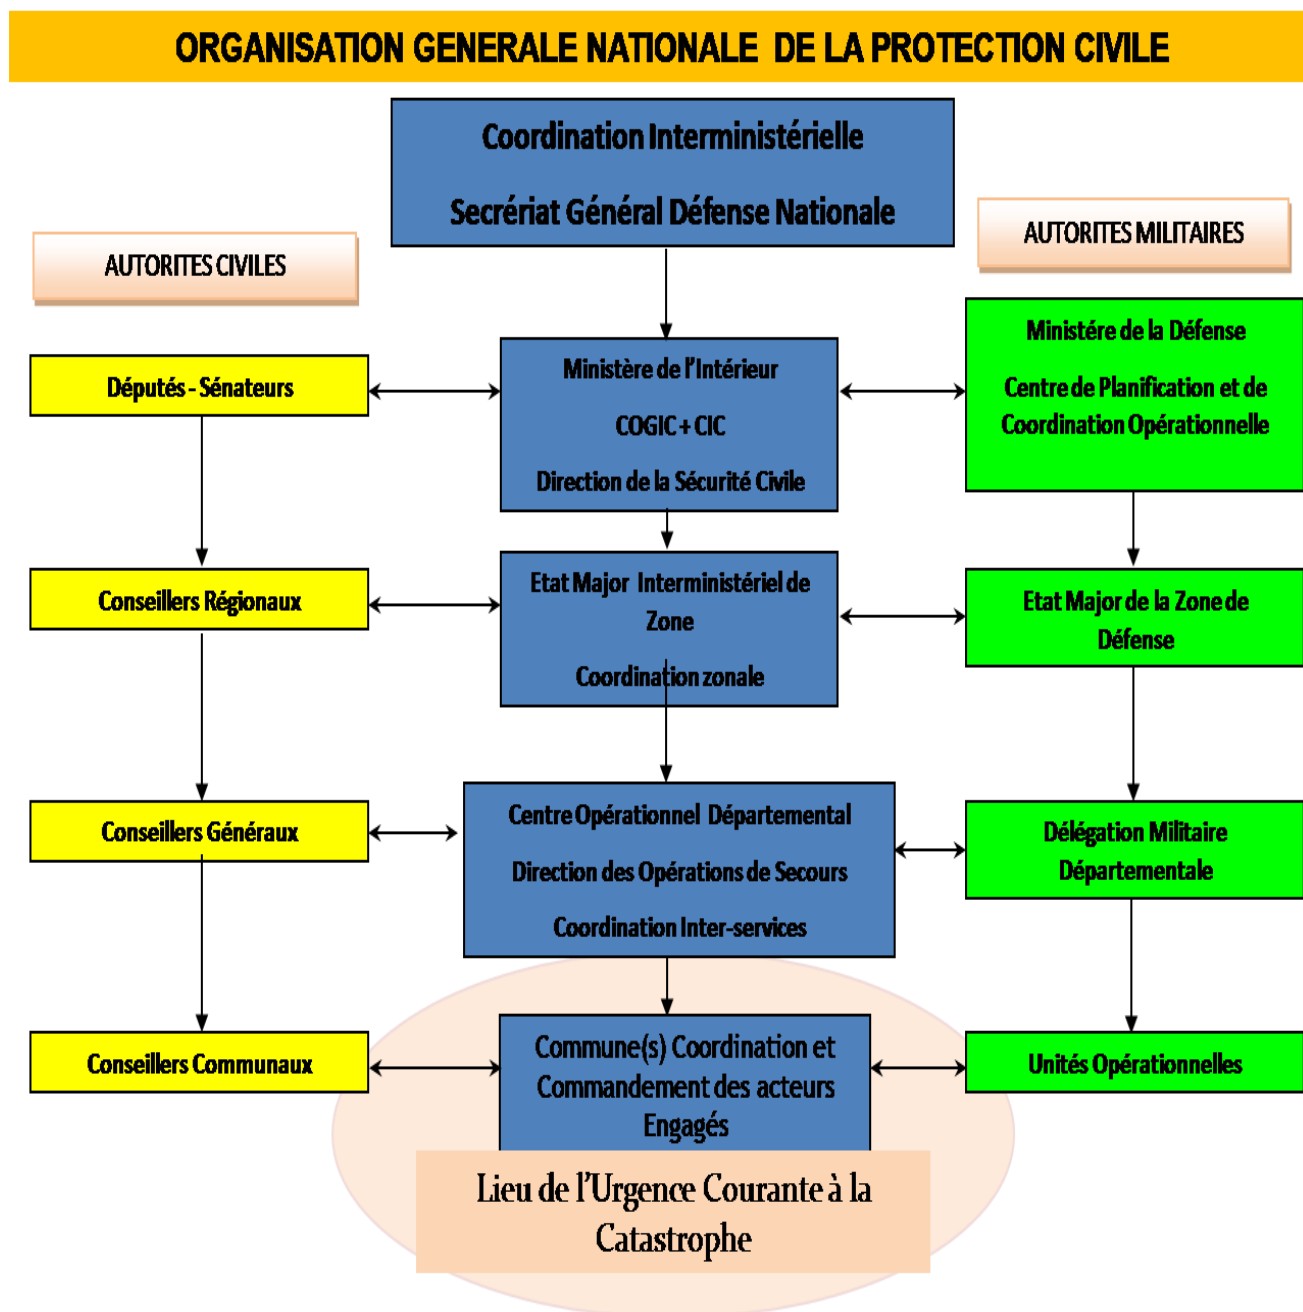 ORGANISATION GENERALE NATIONALE DE LA PROTECTION CIVILE
Coordination Interministérielle
Secrériat Général Défense Nationale
AUTORITES CIVILES
AUTORITES MILITAIRES
Députés - Sénateurs
Ministère de l'Intérieur
COGIC + CIC
Direction de la Sécurité Civile
Ministére de la Défense
Centre de Planification et de
Coordination Opérationnelle
Conseillers Régionaux
Etat Major Interministériel de
Zone
Coordination zonale
Etat Major de la Zone de
Défense
Conseillers Généraux
Centre Opérationnel Départemental
Direction des Opérations de Secours
Coordination Inter-services
Délégation Militaire
Départementale
Conseillers Communaux
Commune(s) Coordination et
Commandement des acteurs
Engagés
Unités Opérationnelles
Lieu de l'Urgence Courante à la
Catastrophe